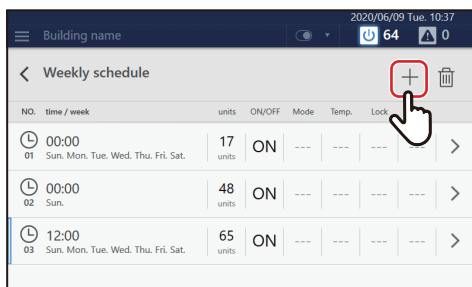 2020/06/09 Tue. 10:37
Building name 64 0
Weekly schedule
NO. time / week units ON/OFF Mode Temp. Lock
00:00 17 ON --- --- --- ---
01 Sun. Mon. Tue. Wed. Thu. Fri. Sat. units
00:00 48 ON --- --- --- ---
02 Sun. units
12:00 65 ON --- --- --- ---
03 Sun. Mon. Tue. Wed. Thu. Fri. Sat. units